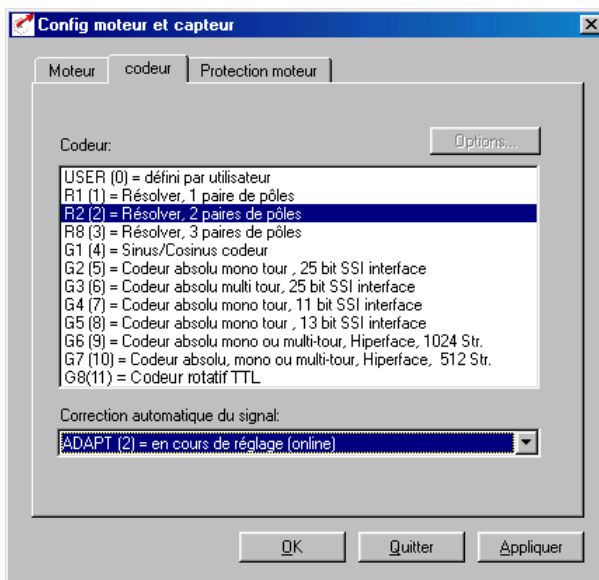 Config moteur et capteur
Moteur
codeur
Protection moteur
Codeur:
Options...
USER (0) = défini par utilisateur
R1 (1) = Résolver, 1 paire de pôles
R2 (2) = Résolver, 2 paires de pôles
R8 (3) = Résolver, 3 paires de pôles
G1 (4) = Sinus/Cosinus codeur
G2 (5) = Codeur absolu mono tour , 25 bit SSI interface
G3 (6) = Codeur absolu multi tour, 25 bit SSI interface
G4 (7) = Codeur absolu mono tour, 11 bit SSI interface
G5 (8) = Codeur absolu mono tour , 13 bit SSI interface
G6 (9) = Codeur absolu mono ou multi-tour, Hiperface, 1024 Str.
G7 (10) = Codeur absolu, mono ou multi-tour, Hiperface, 512 Str.
G8(11) = Codeur rotatif TTL
Correction automatique du signal:
ADAPT (2) = en cours de réglage (online)
OK
Quitter
Appliquer